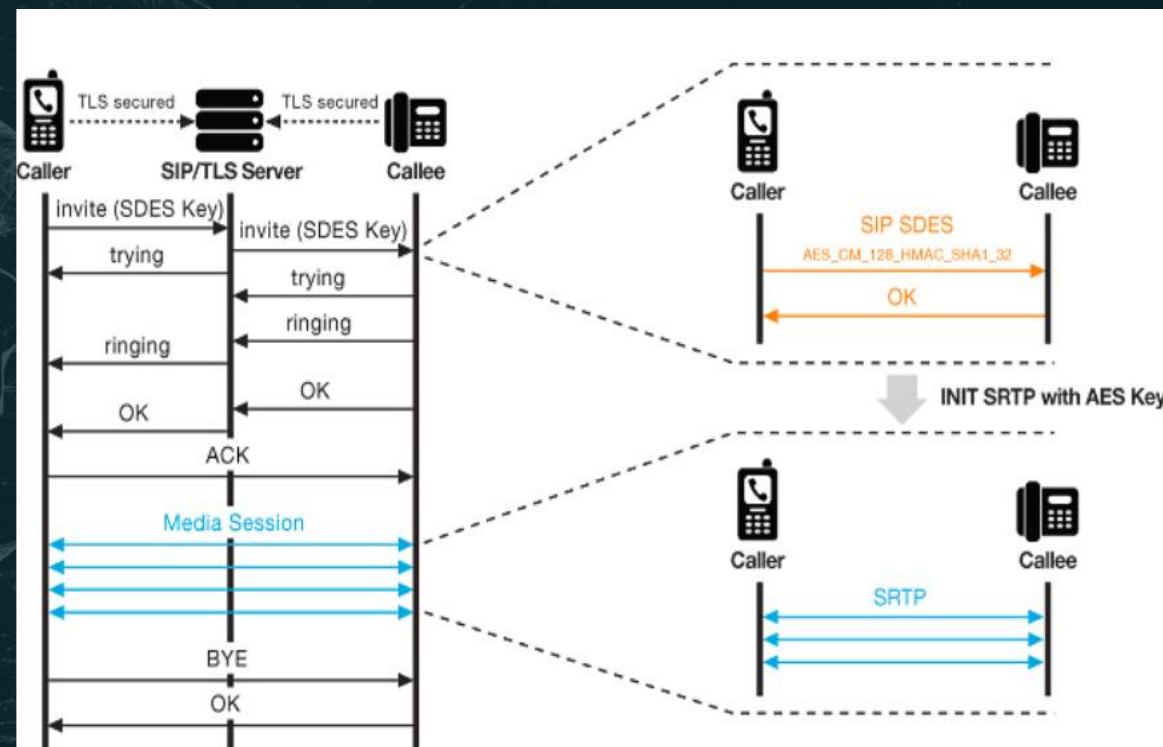 TLS secured
TLS secured
Caller
SIP/TLS Server
Callee
invite (SDES Key)
invite (SDES Key)
trying
trying
ringing
ringing
OK
OK
ACK
Media Session
BYE
OK
Caller
Callee
SIP SDES
AES_CM_128_HMAC_SHA1_32
OK
INIT SRTP with AES Key
Caller
Callee
SRTP